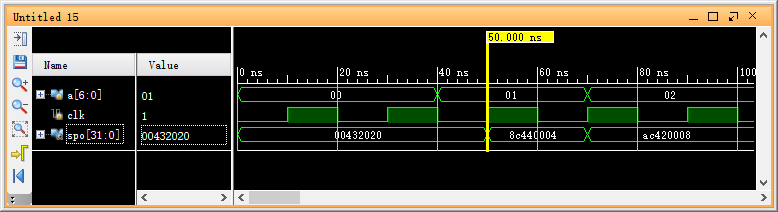 Untitled 15
50.000 ns
Name Value
0 ns 20 ns 40 ns 60 ns 80 ns 100
a[6:0] 01 00 01 02
clk 1
spo[31:0] 00432020 00432020 8c440004 ac420008